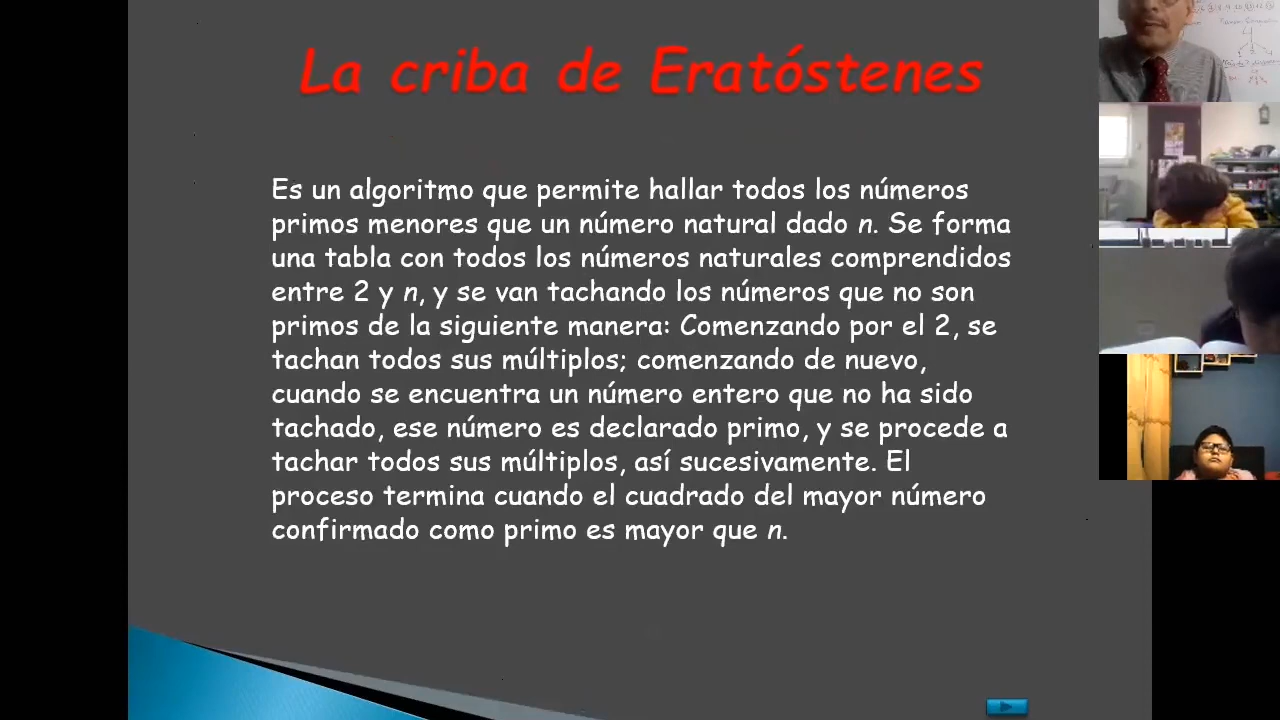 La criba de Eratóstenes
Es un algoritmo que permite hallar todos los números
primos menores que un número natural dado n. Se forma
una tabla con todos los números naturales comprendidos
entre 2 y n, y se van tachando los números que no son
primos de la siguiente manera: Comenzando por el 2, se
tachan todos sus múltiplos; comenzando de nuevo,
cuando se encuentra un número entero que no ha sido
tachado, ese número es declarado primo, y se procede a
tachar todos sus múltiplos, así sucesivamente. El
proceso termina cuando el cuadrado del mayor número
confirmado como primo es mayor que n.